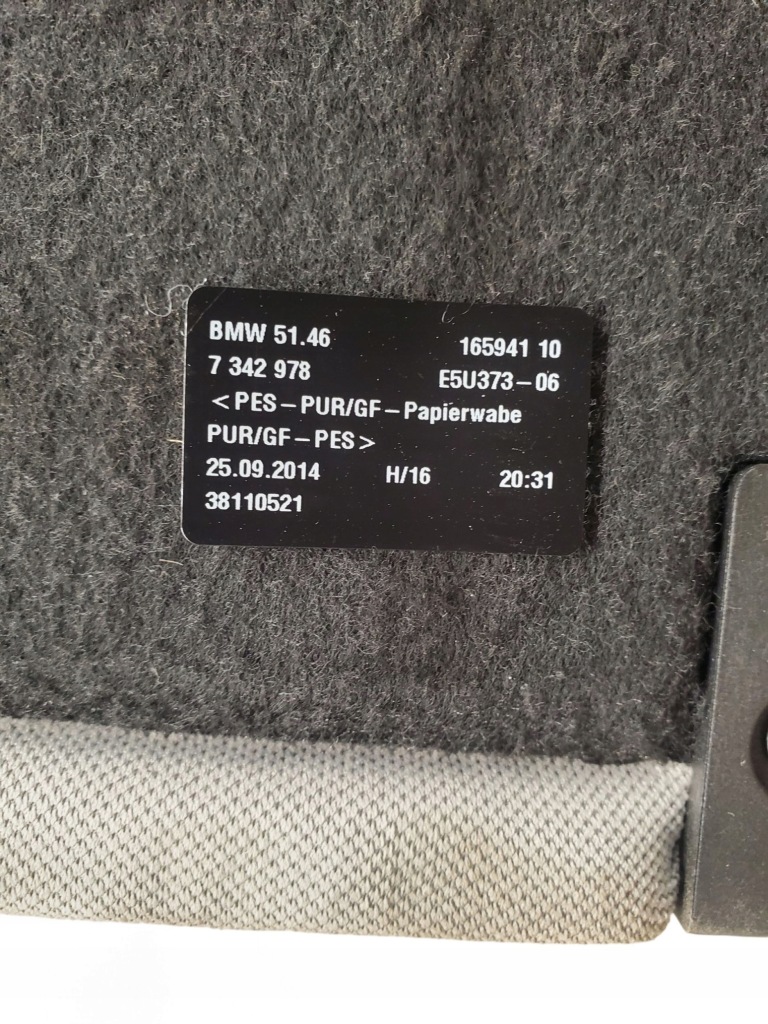 BMW 51.46 165941 10
7 342 978 E5U373-06
<PES-PUR/GF-Papierwabe
PUR/GF-PES>
25.09.2014 H/16 20:31
38110521